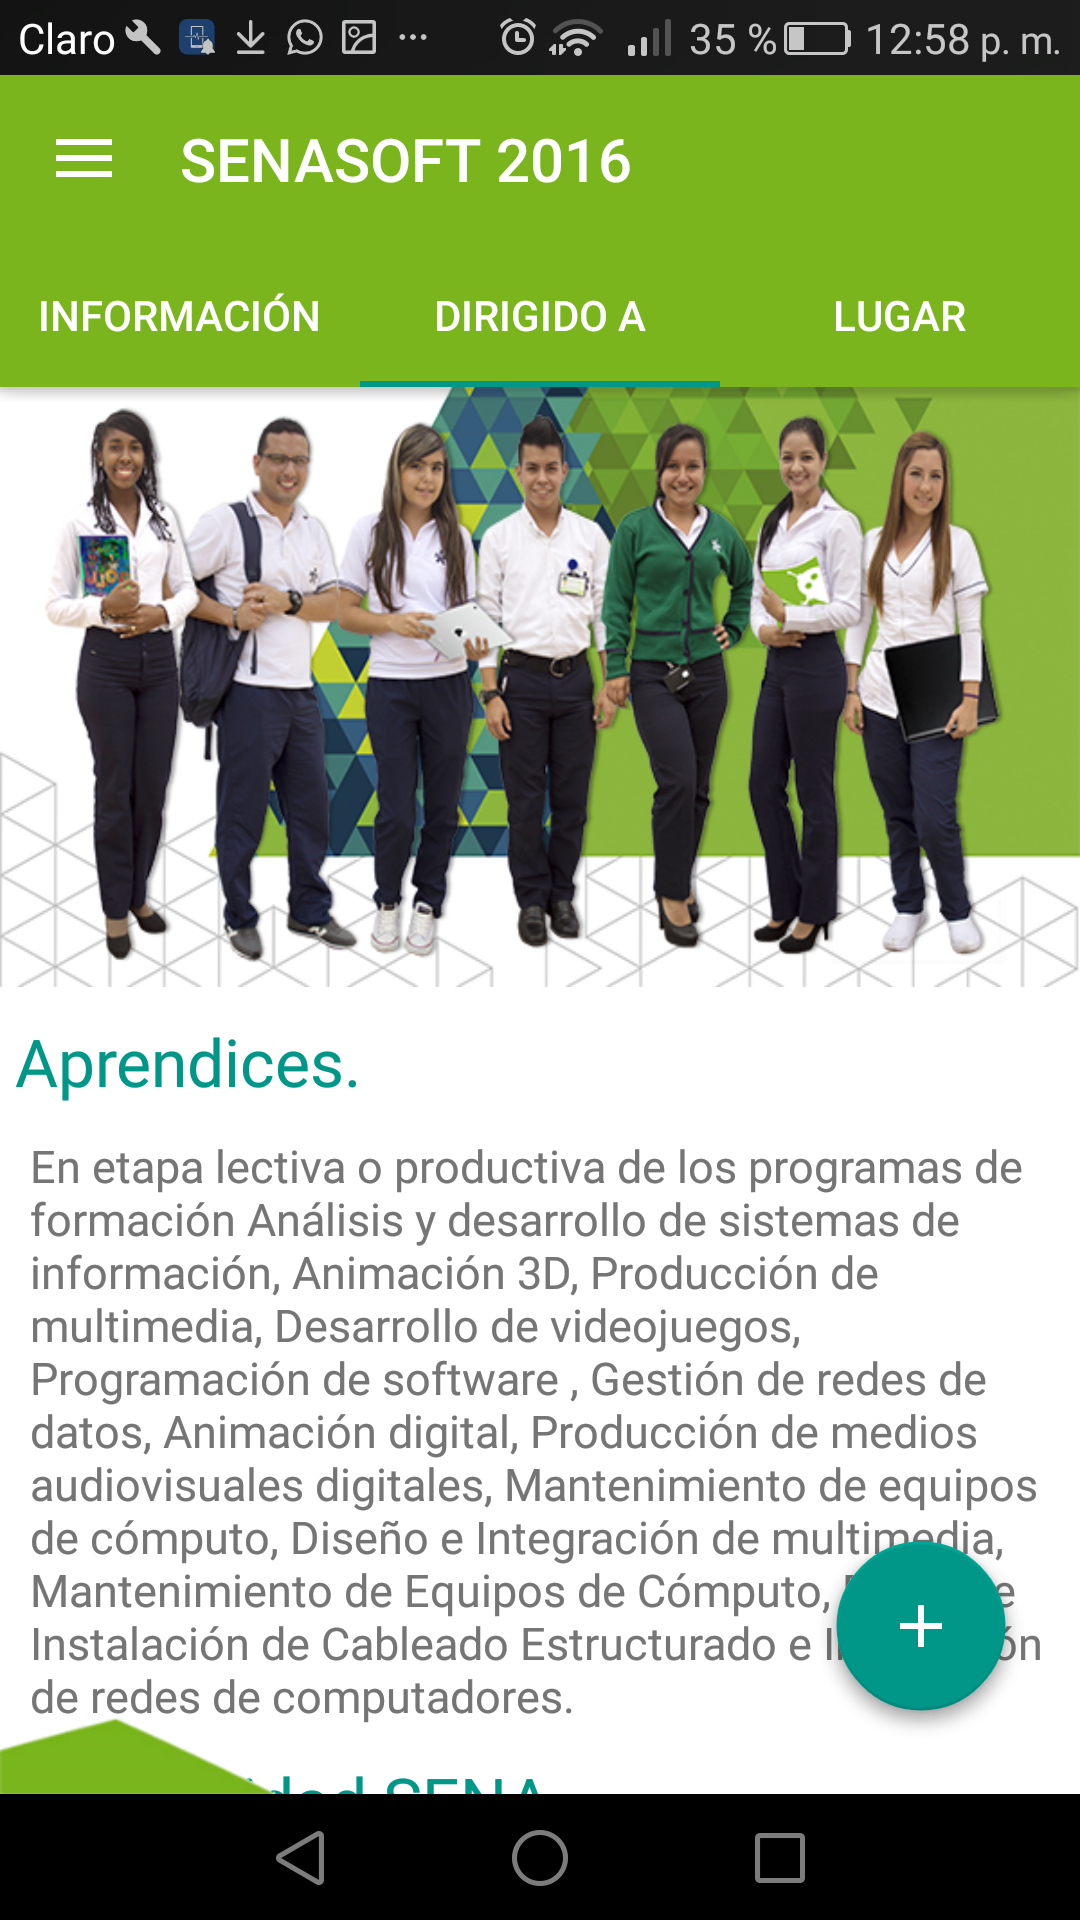 Claro 35 % 12:58 p. m.
SENASOFT 2016
INFORMACIÓN DIRIGIDO A LUGAR
Aprendices.
En etapa lectiva o productiva de los programas de
formación Análisis y desarrollo de sistemas de
información, Animación 3D, Producción de
multimedia, Desarrollo de videojuegos,
Programación de software , Gestión de redes de
datos, Animación digital, Producción de medios
audiovisuales digitales, Mantenimiento de equipos
de cómputo, Diseño e Integración de multimedia,
Mantenimiento de Equipos de Cómputo,
Instalación de Cableado Estructurado e
de redes de computadores.
SENA